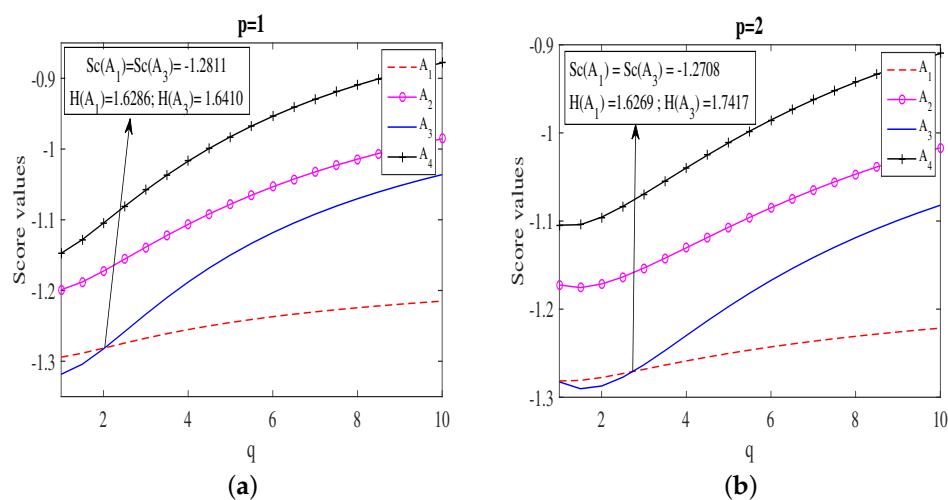 p=1
Sc(A1)=Sc(A3)= -1.2811
H(A1)=1.6286; H(A3)= 1.6410
A1
A2
A3
A4
-0.9
-1
-1.1
-1.2
-1.3
Score values
2
4
6
8
10
q
(a)
p=2
Sc(A1) = Sc(A3) = -1.2708
H(A1)=1.6269 ; H(A3)= 1.7417
A1
A2
A3
A4
-0.9
-1
-1.1
-1.2
-1.3
Score values
2
4
6
8
10
q
(b)